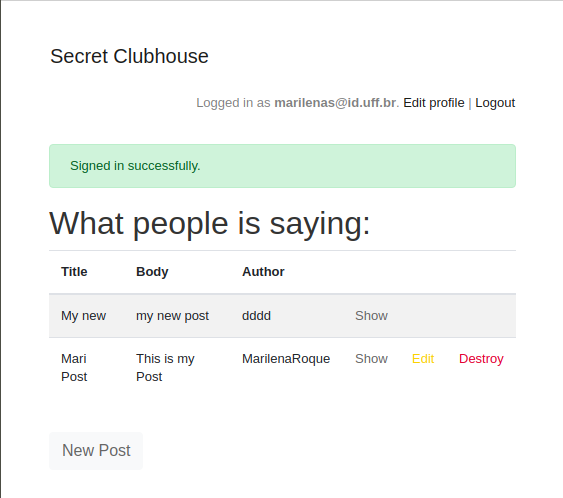 Secret Clubhouse
Logged in as marilenas@id.uff.br. Edit profile | Logout
Signed in successfully.
What people is saying:
Title Body Author
My new my new post dddd Show
Mari Post This is my Post MarilenaRoque Show Edit Destroy
New Post